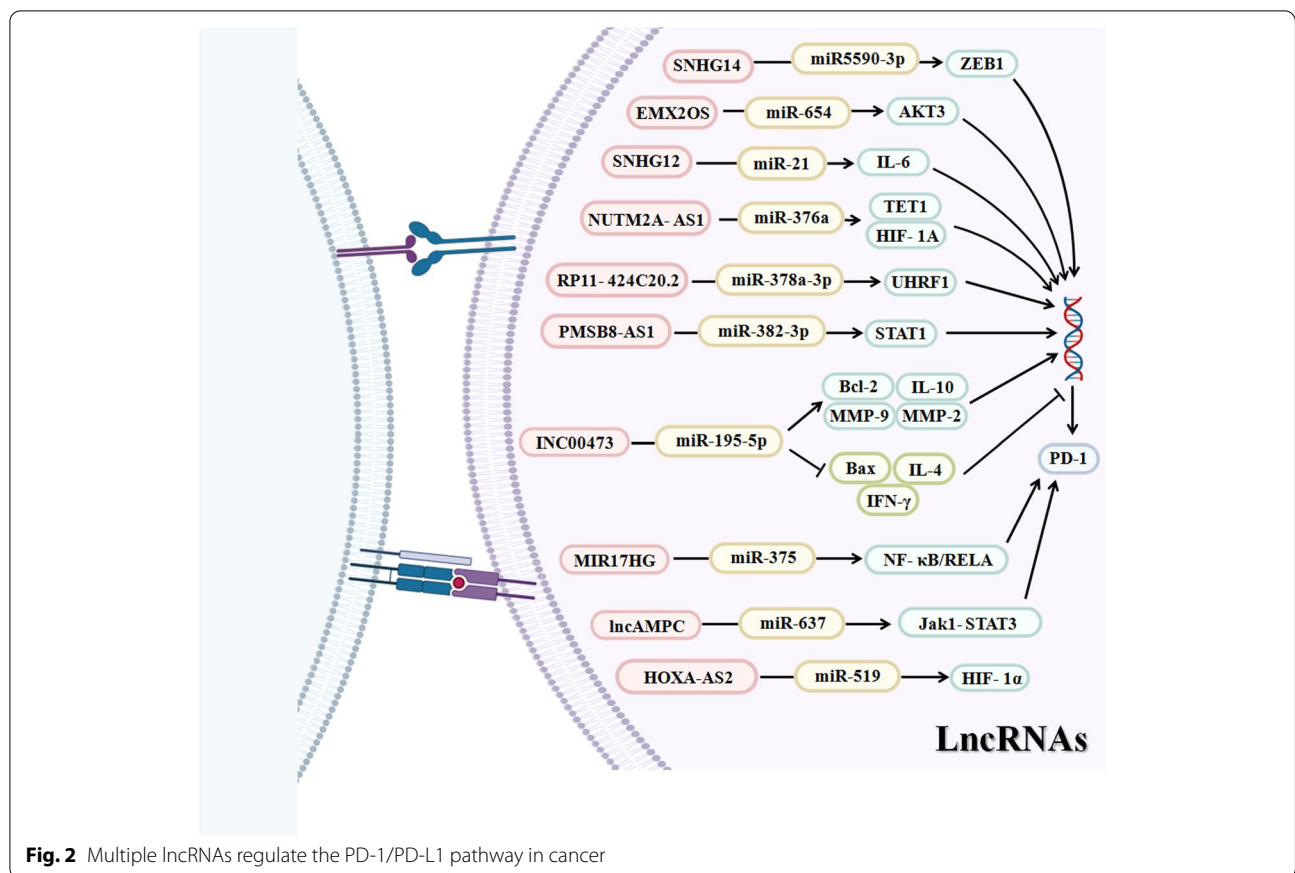 SNHG14 miR5590-3p ZEB1
EMX2OS miR-654 AKT3
SNHG12 miR-21 IL-6
NUTM2A- AS1 miR-376a TET1
HIF- 1A
RP11- 424C20.2 miR-378a-3p UHRF1
PMSB8-AS1 miR-382-3p STAT1
Bcl-2 IL-10
MMP-9 MMP-2
INC00473 miR-195-5p
Bax IL-4
IFN-γ
PD-1
MIR17HG miR-375 NF- κB/RELA
lncAMPC miR-637 Jak1- STAT3
HOXA-AS2 miR-519 HIF- 1α
LncRNAs
Fig. 2 Multiple lncRNAs regulate the PD-1/PD-L1 pathway in cancer